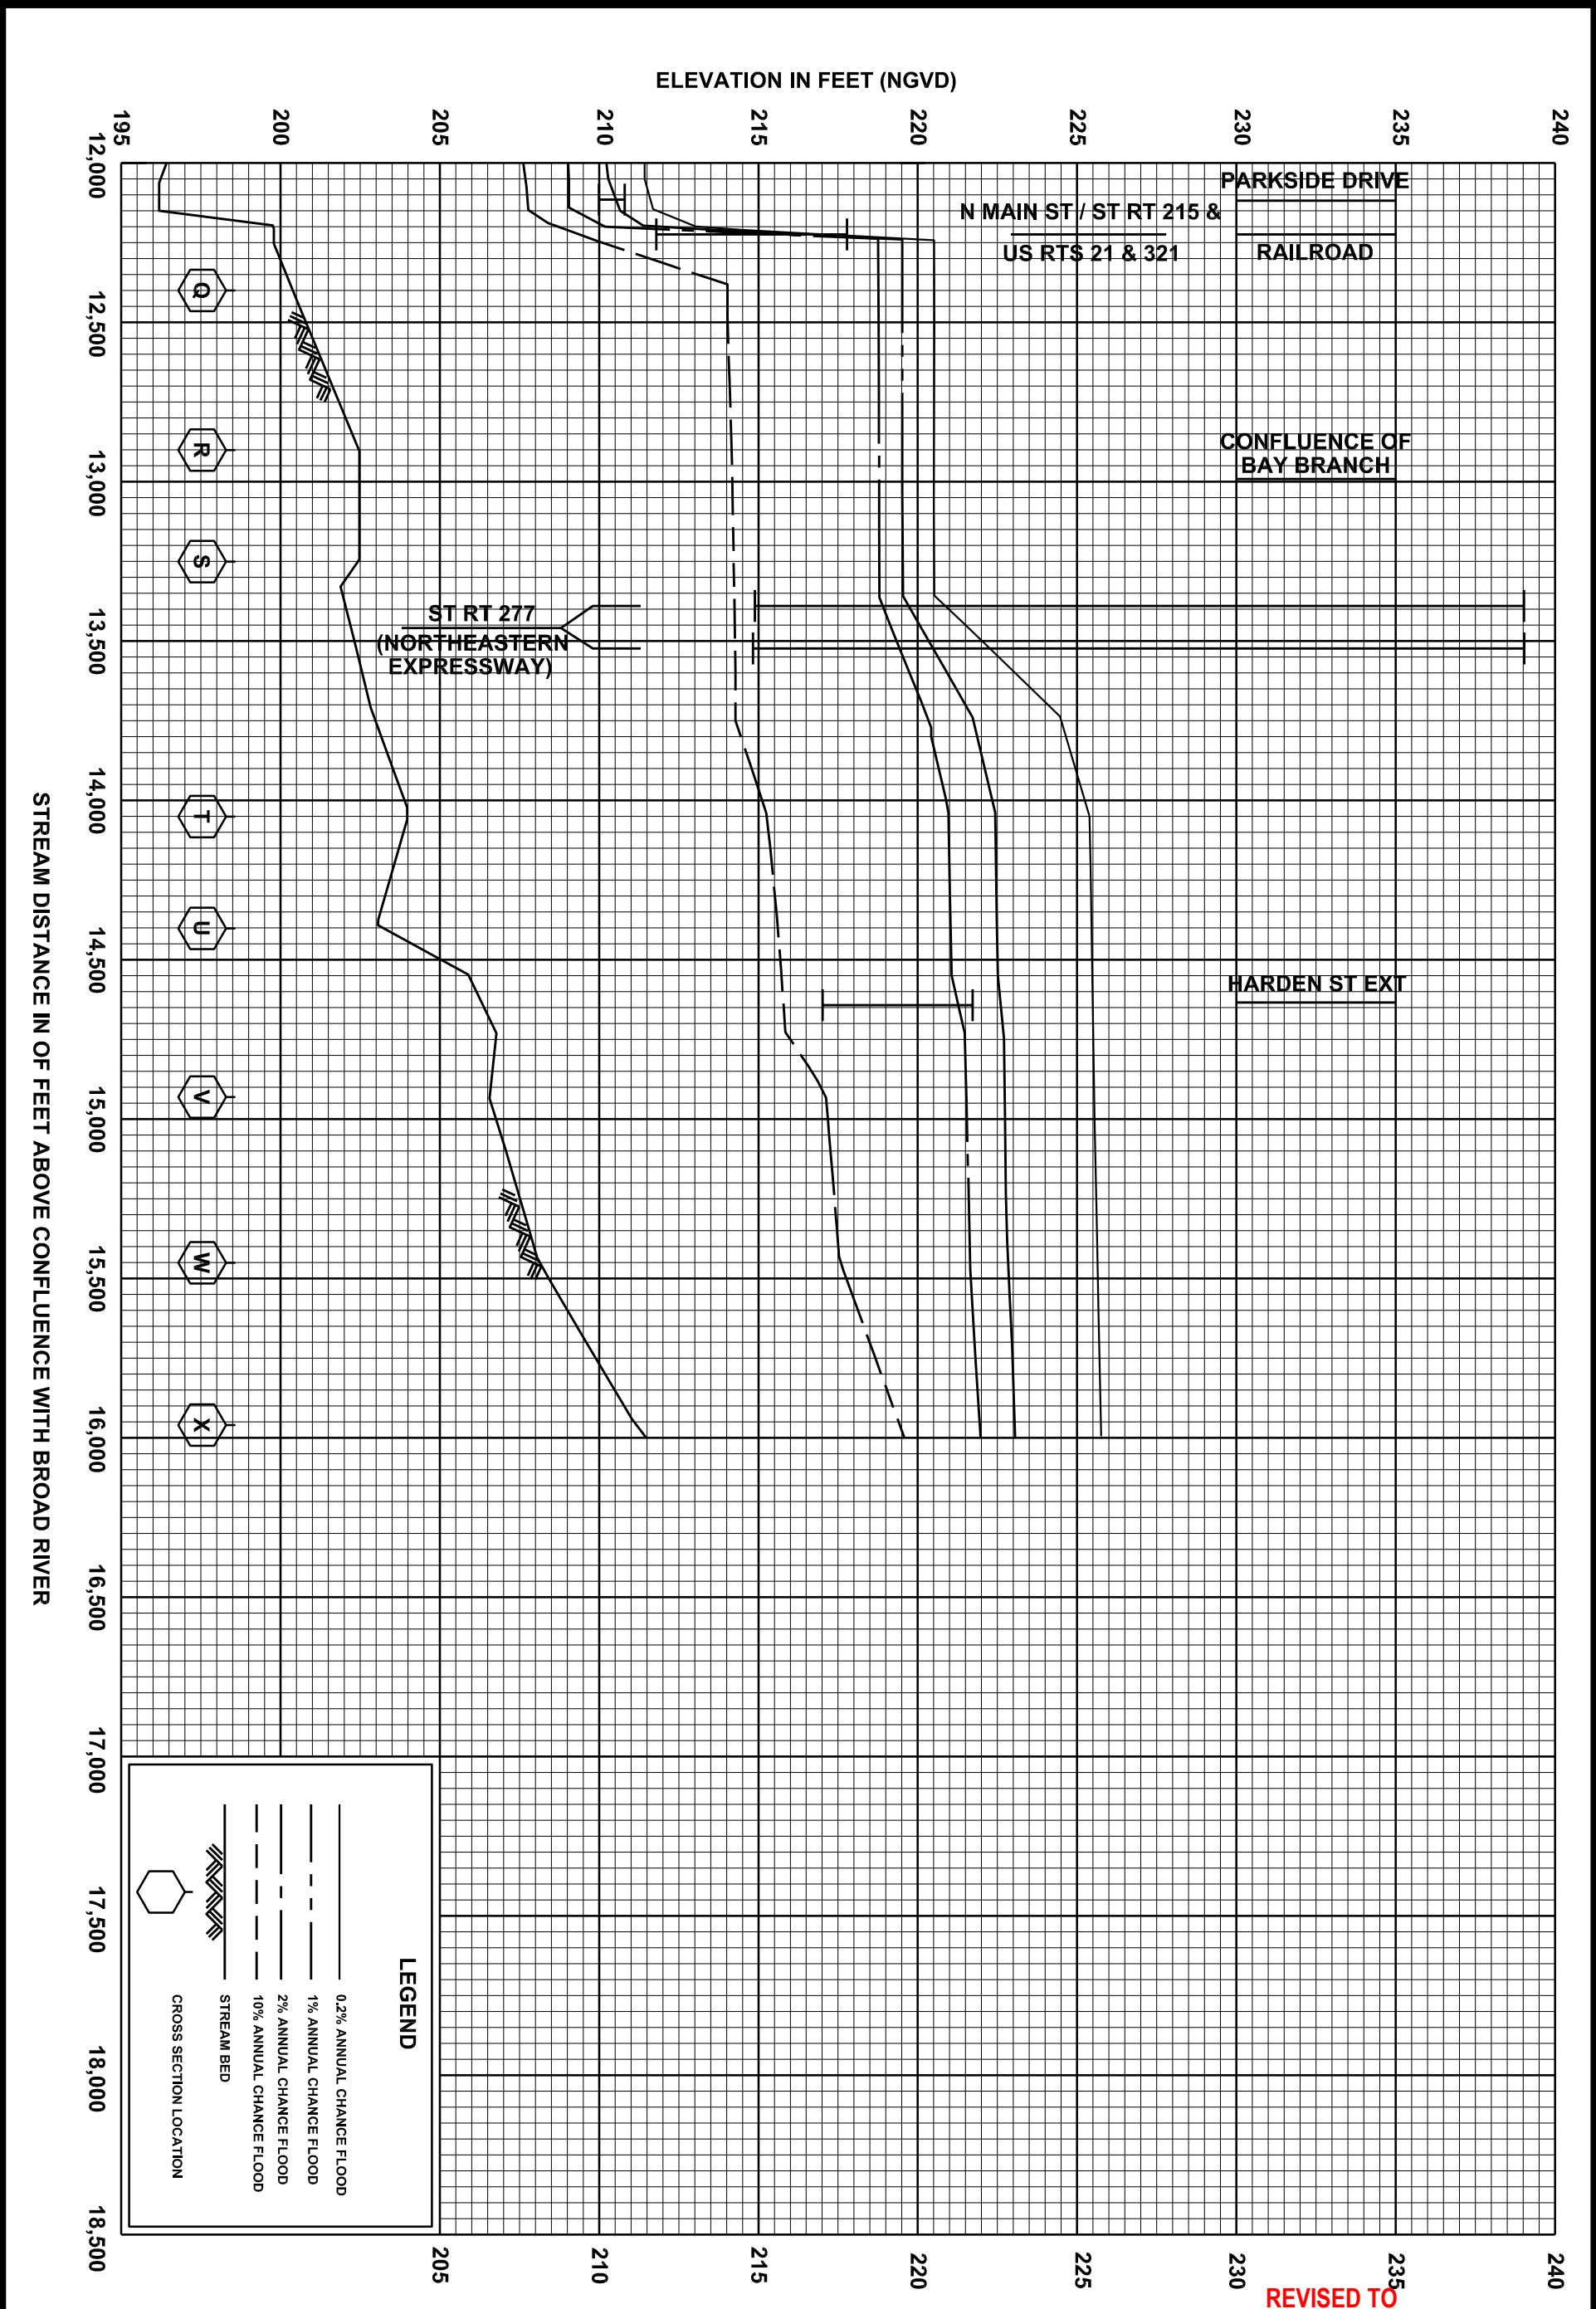 ELEVATION IN FEET (NGVD)
195
200
205
210
215
220
225
230
235
240
PARKSIDE DRIVE
N MAIN ST / ST RT 215 &
US RTS 21 & 321
RAILROAD
CONFLUENCE OF
BAY BRANCH
ST RT 277
(NORTHEASTERN
EXPRESSWAY)
HARDEN ST EXT
Q
R
S
T
U
V
W
X
12,000
12,500
13,000
13,500
14,000
14,500
15,000
15,500
16,000
16,500
17,000
17,500
18,000
18,500
STREAM DISTANCE IN OF FEET ABOVE CONFLUENCE WITH BROAD RIVER
LEGEND
0.2% ANNUAL CHANCE FLOOD
1% ANNUAL CHANCE FLOOD
2% ANNUAL CHANCE FLOOD
10% ANNUAL CHANCE FLOOD
STREAM BED
CROSS SECTION LOCATION
205
210
215
220
225
230
235
240
REVISED TO